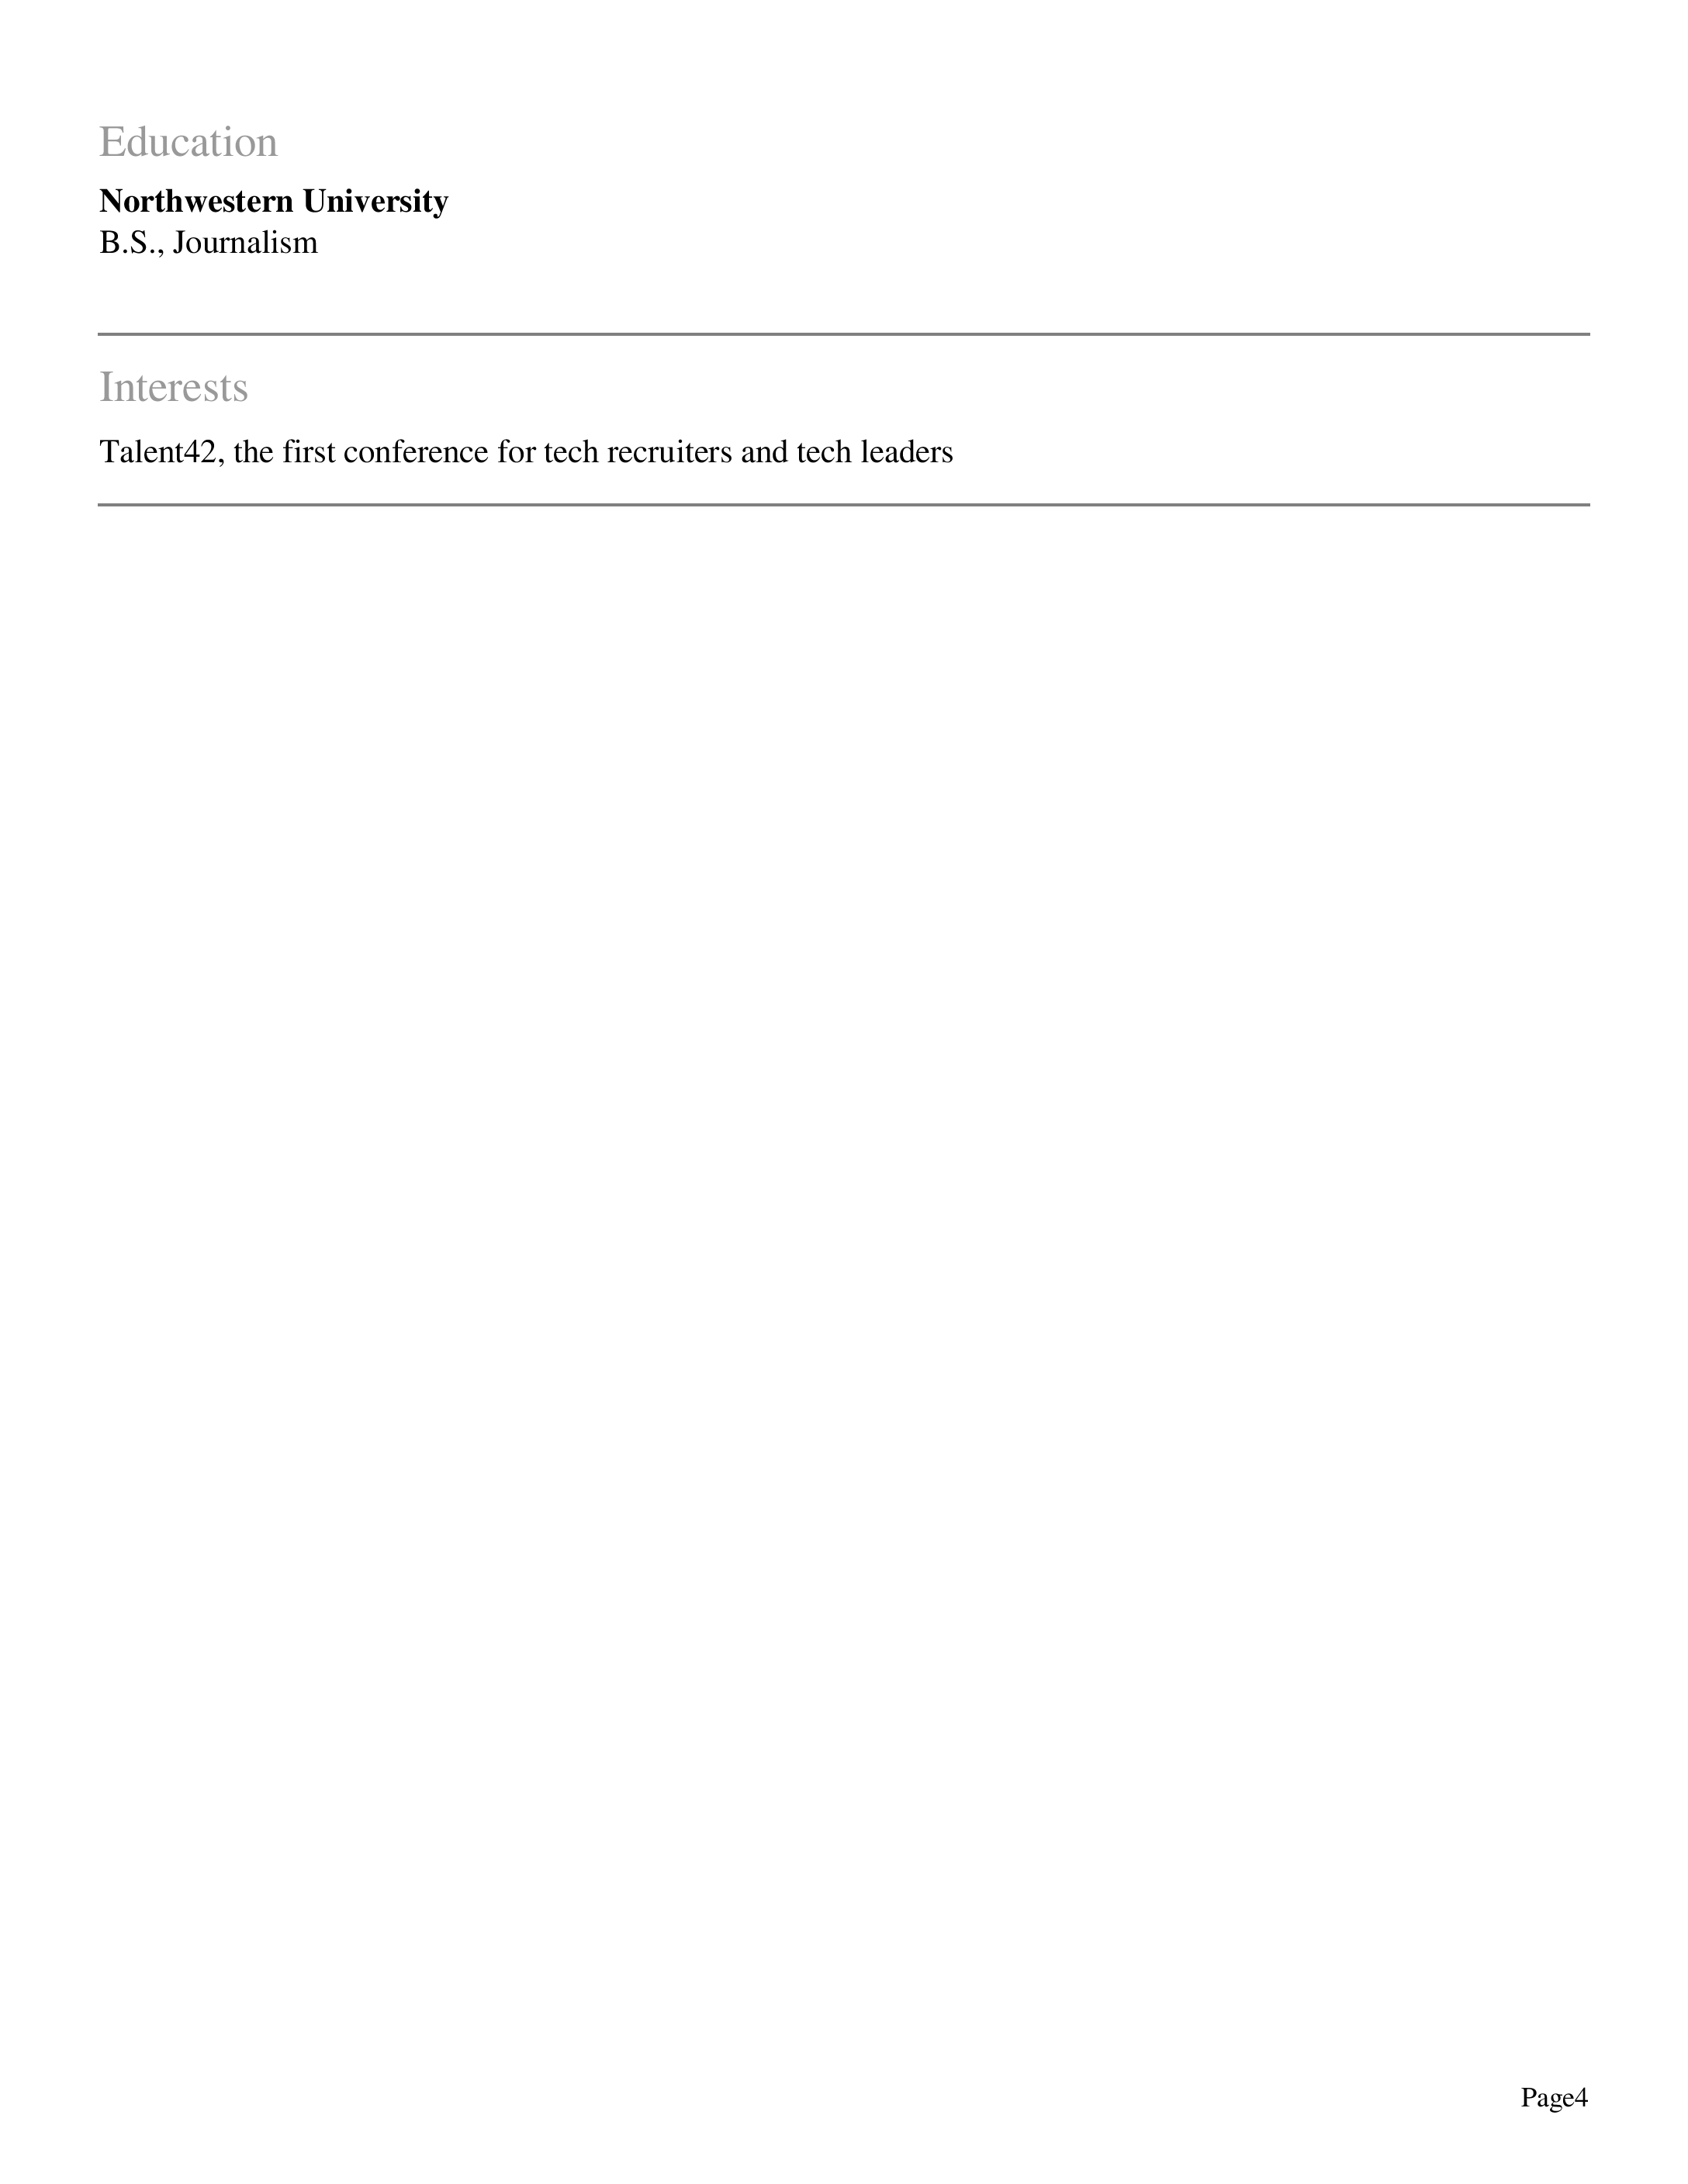 Education
Northwestern University
B.S., Journalism
Interests
Talent42, the first conference for tech recruiters and tech leaders
Page4